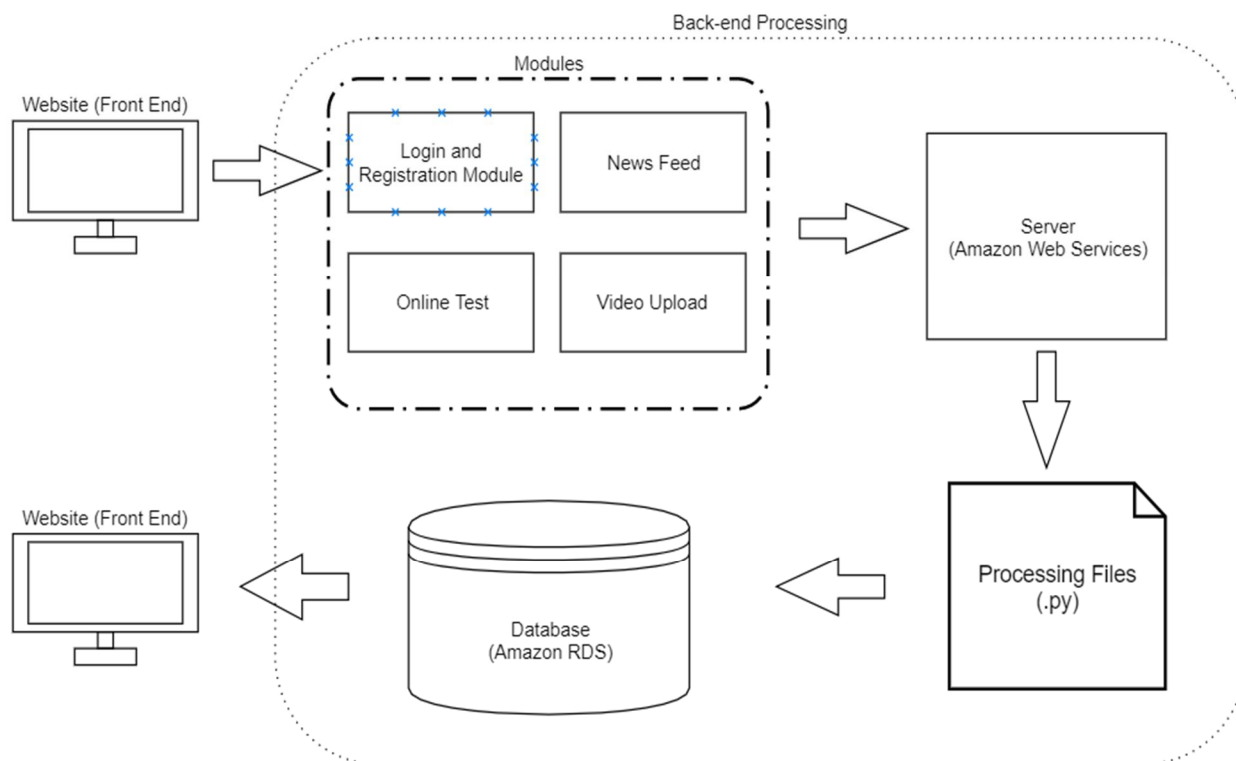 Back-end Processing
Modules
Website (Front End)
Login and
Registration Module
News Feed
Server
(Amazon Web Services)
Online Test
Video Upload
Website (Front End)
Processing Files
(.py)
Database
(Amazon RDS)